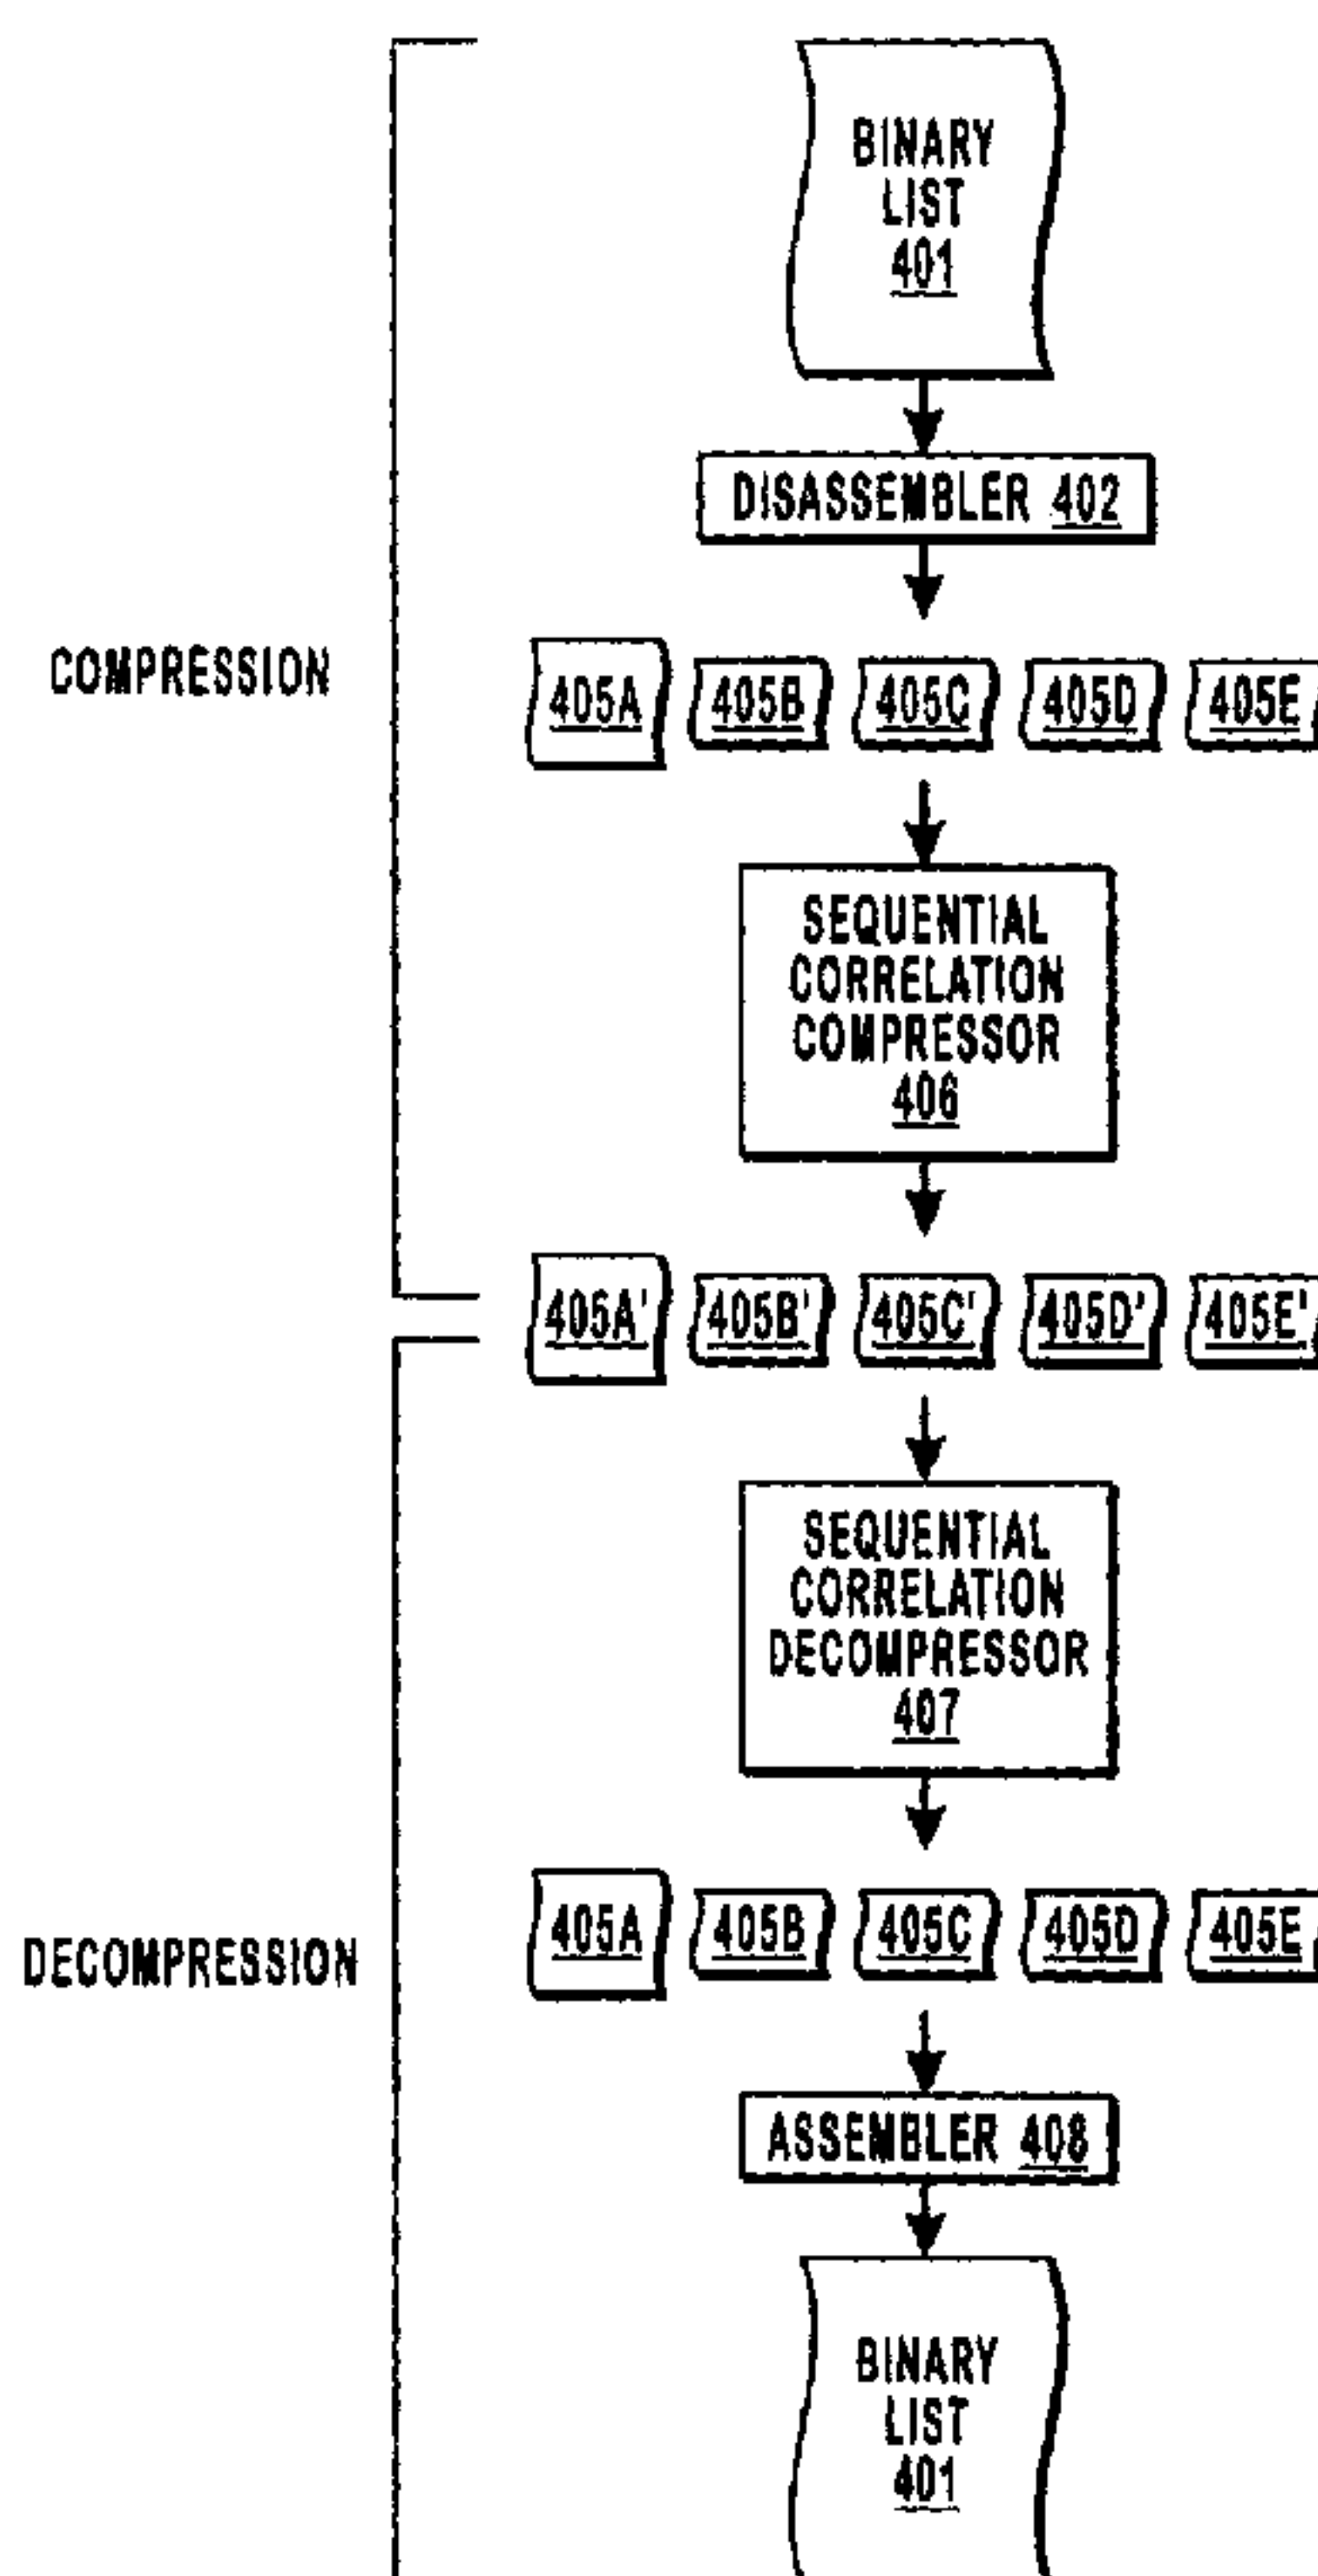 BINARY
LIST
401
DISASSEMBLER 402
COMPRESSION
405A 405B 405C 405D 405E
SEQUENTIAL
CORRELATION
COMPRESSOR
406
405A' 405B' 405C' 405D' 405E'
SEQUENTIAL
CORRELATION
DECOMPRESSOR
407
405A 405B 405C 405D 405E
DECOMPRESSION
ASSEMBLER 408
BINARY
LIST
401